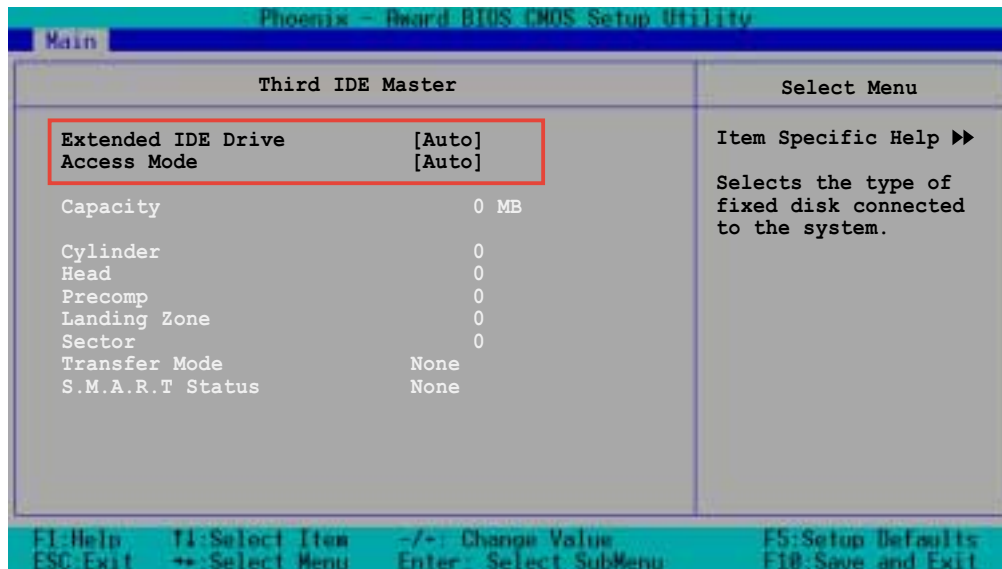 Phoenix - Award BIOS CMOS Setup Utility
Main
Third IDE Master
Select Menu
Extended IDE Drive [Auto]
Access Mode [Auto]
Capacity 0 MB
Cylinder 0
Head 0
Precomp 0
Landing Zone 0
Sector 0
Transfer Mode None
S.M.A.R.T Status None
Item Specific Help ▶▶
Selects the type of
fixed disk connected
to the system.
F1:Help ↑↓:Select Item -/+: Change Value F5:Setup Defaults
ESC:Exit →←:Select Menu Enter: Select SubMenu F10:Save and Exit